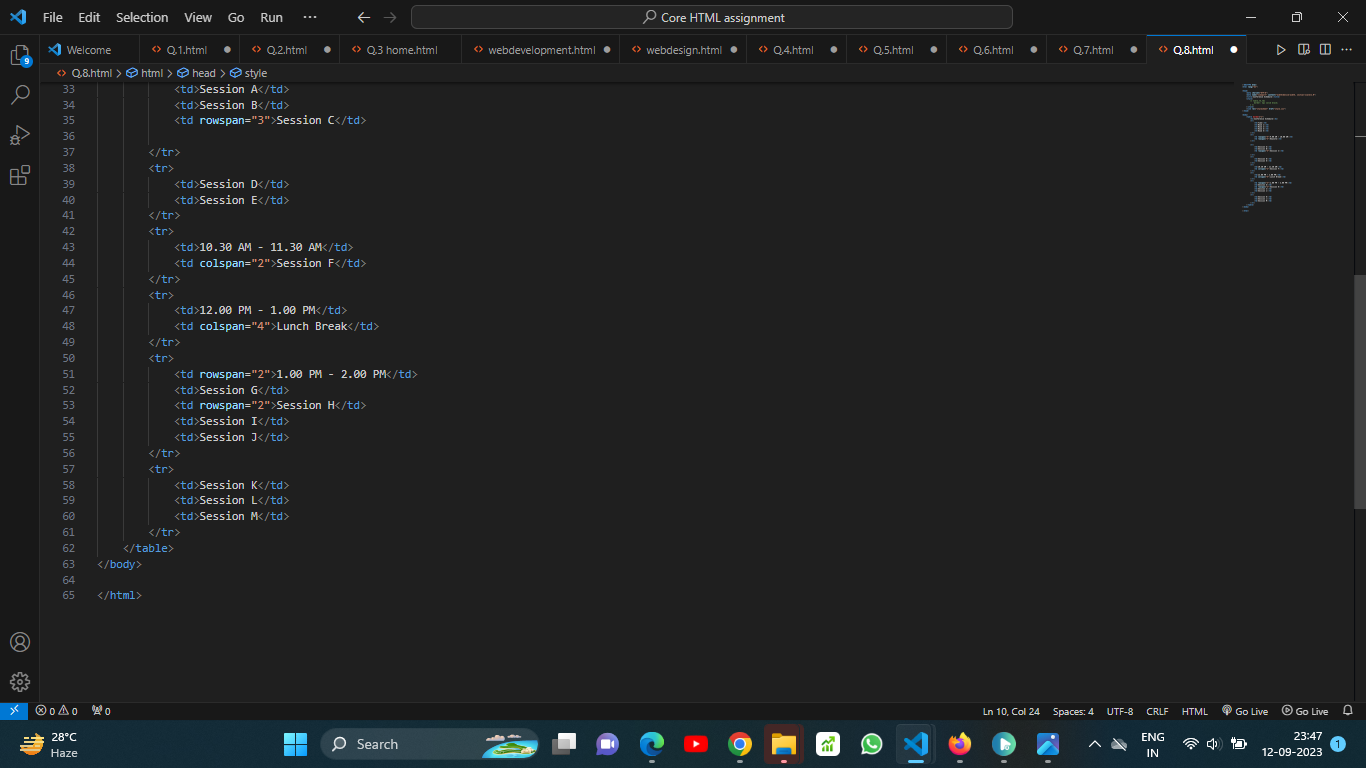 File Edit Selection View Go Run ··· Core HTML assignment
Welcome Q.1.html Q.2.html Q.3 home.html webdevelopment.html webdesign.html Q.4.html Q.5.html Q.6.html Q.7.html Q.8.html
Q.8.html > html > head > style
33 <td>Session A</td>
34 <td>Session B</td>
35 <td rowspan="3">Session C</td>
36
37 </tr>
38 <tr>
39 <td>Session D</td>
40 <td>Session E</td>
41 </tr>
42 <tr>
43 <td>10.30 AM - 11.30 AM</td>
44 <td colspan="2">Session F</td>
45 </tr>
46 <tr>
47 <td>12.00 PM - 1.00 PM</td>
48 <td colspan="4">Lunch Break</td>
49 </tr>
50 <tr>
51 <td rowspan="2">1.00 PM - 2.00 PM</td>
52 <td>Session G</td>
53 <td rowspan="2">Session H</td>
54 <td>Session I</td>
55 <td>Session J</td>
56 </tr>
57 <tr>
58 <td>Session K</td>
59 <td>Session L</td>
60 <td>Session M</td>
61 </tr>
62 </table>
63 </body>
64
65 </html>
9
0 0 0 Ln 10, Col 24 Spaces: 4 UTF-8 CRLF HTML Go Live Go Live
28°C
Haze
Search
ENG
IN
23:47
12-09-2023
1